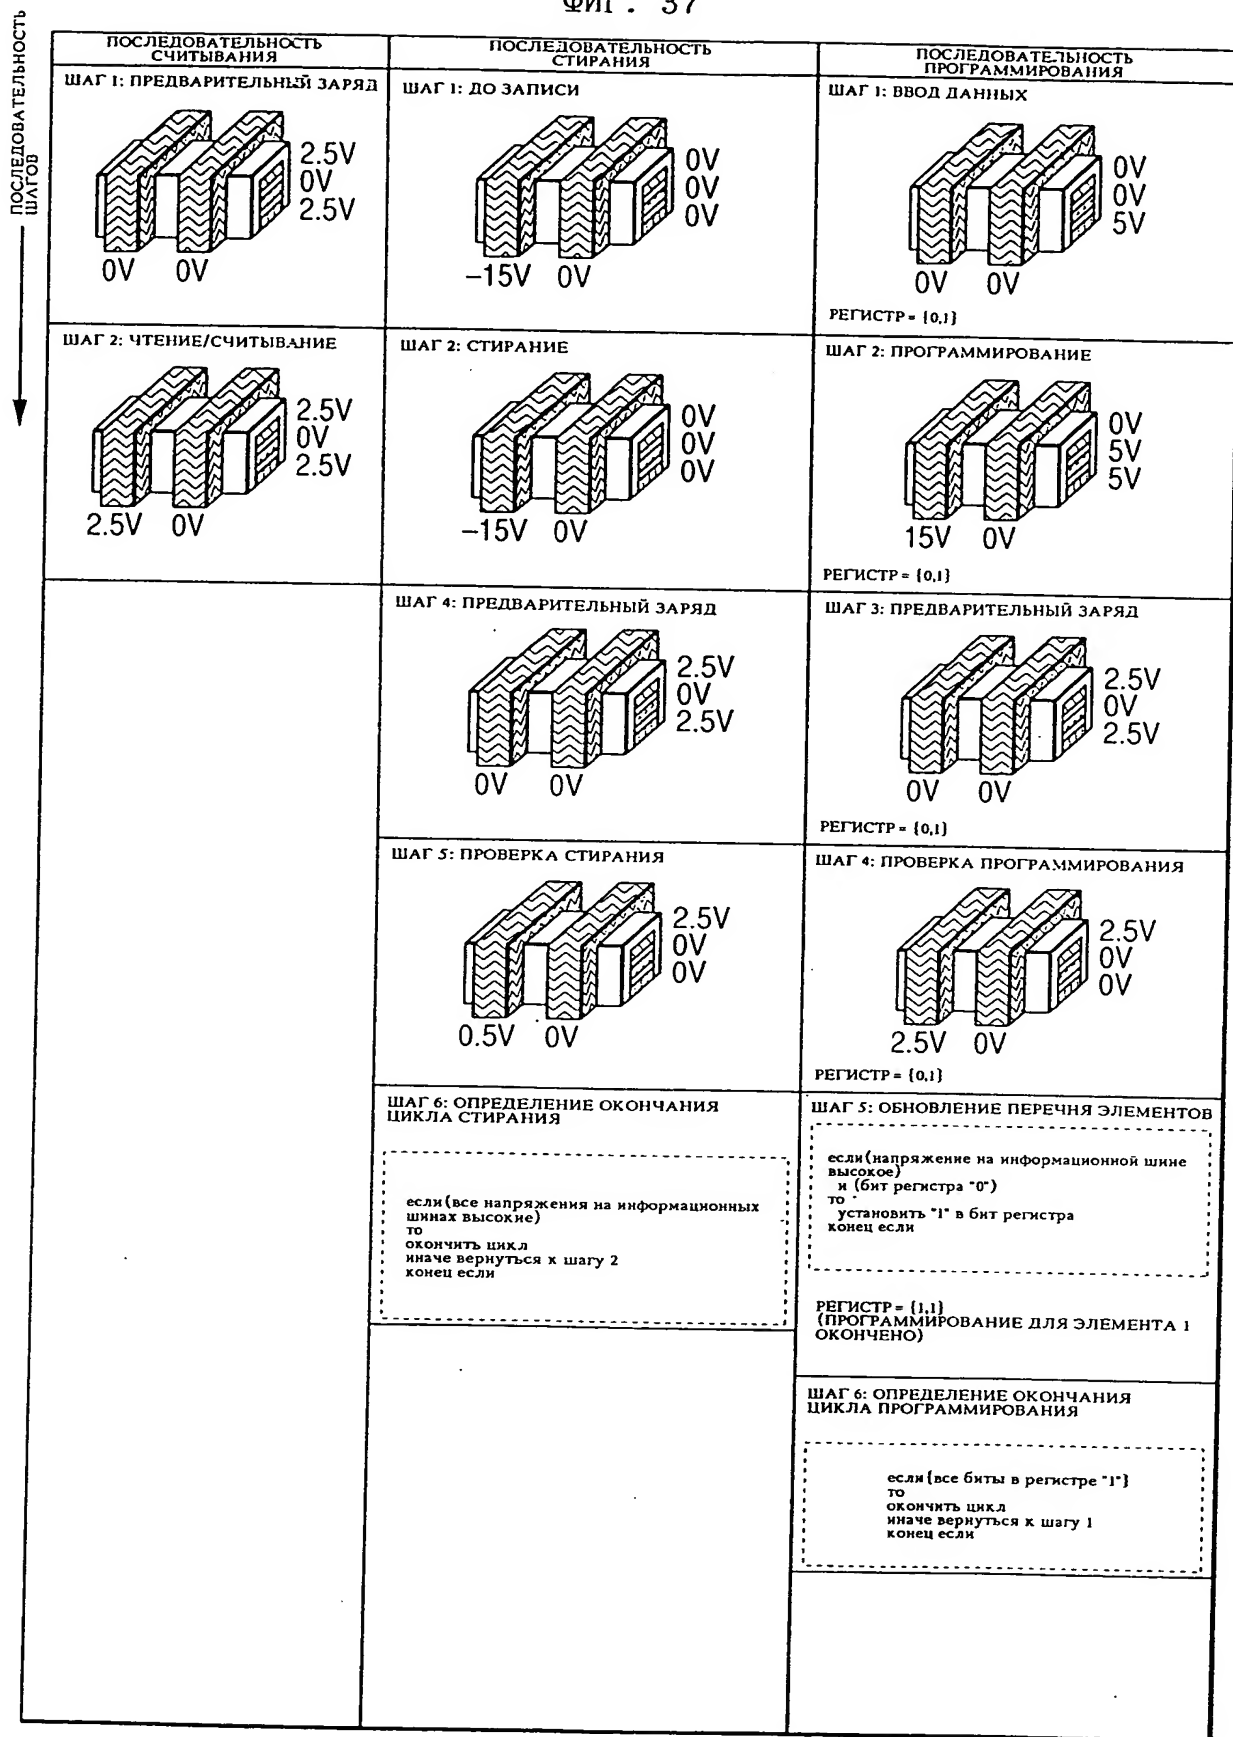 ФИГ. 37
ПОСЛЕДОВАТЕЛЬНОСТЬ
ШАГОВ
ПОСЛЕДОВАТЕЛЬНОСТЬ
СЧИТЫВАНИЯ
ПОСЛЕДОВАТЕЛЬНОСТЬ
СТИРАНИЯ
ПОСЛЕДОВАТЕЛЬНОСТЬ
ПРОГРАММИРОВАНИЯ
ШАГ 1: ПРЕДВАРИТЕЛЬНЫЙ ЗАРЯД
2.5V
0V
2.5V
0V 0V
ШАГ 1: ДО ЗАПИСИ
0V
0V
0V
–15V 0V
ШАГ 1: ВВОД ДАННЫХ
0V
0V
5V
0V 0V
РЕГИСТР = {0,1}
ШАГ 2: ЧТЕНИЕ/СЧИТЫВАНИЕ
2.5V
0V
2.5V
2.5V 0V
ШАГ 2: СТИРАНИЕ
0V
0V
0V
–15V 0V
ШАГ 2: ПРОГРАММИРОВАНИЕ
0V
5V
5V
15V 0V
РЕГИСТР = {0,1}
ШАГ 4: ПРЕДВАРИТЕЛЬНЫЙ ЗАРЯД
2.5V
0V
2.5V
0V 0V
ШАГ 3: ПРЕДВАРИТЕЛЬНЫЙ ЗАРЯД
2.5V
0V
2.5V
0V 0V
РЕГИСТР = {0,1}
ШАГ 5: ПРОВЕРКА СТИРАНИЯ
2.5V
0V
0V
0.5V 0V
ШАГ 4: ПРОВЕРКА ПРОГРАММИРОВАНИЯ
2.5V
0V
0V
2.5V 0V
РЕГИСТР = {0,1}
ШАГ 6: ОПРЕДЕЛЕНИЕ ОКОНЧАНИЯ
ЦИКЛА СТИРАНИЯ
если(все напряжения на информационных
шинах высокие)
то
окончить цикл
иначе вернуться к шагу 2
конец если
ШАГ 5: ОБНОВЛЕНИЕ ПЕРЕЧНЯ ЭЛЕМЕНТОВ
если(напряжение на информационной шине
высокое)
и (бит регистра "0")
то
установить "1" в бит регистра
конец если
РЕГИСТР = {1,1}
(ПРОГРАММИРОВАНИЕ ДЛЯ ЭЛЕМЕНТА 1
ОКОНЧЕНО)
ШАГ 6: ОПРЕДЕЛЕНИЕ ОКОНЧАНИЯ
ЦИКЛА ПРОГРАММИРОВАНИЯ
если{все биты в регистре "1"}
то
окончить цикл
иначе вернуться к шагу 1
конец если